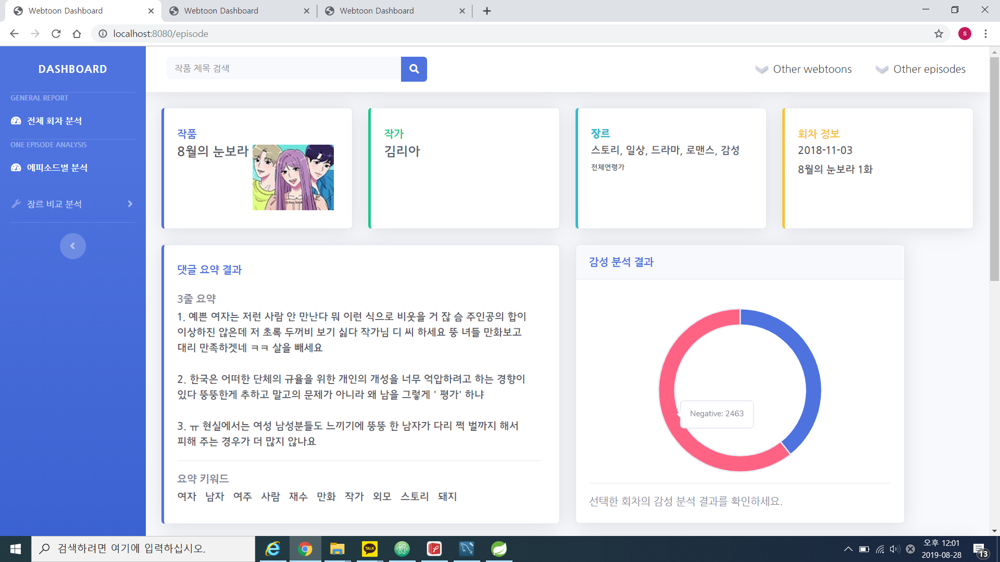 Webtoon Dashboard
Webtoon Dashboard
Webtoon Dashboard
localhost:8080/episode
S
DASHBOARD
GENERAL REPORT
전체 회차 분석
ONE EPISODE ANALYSIS
에피소드별 분석
장르 비교 분석
작품 제목 검색
Other webtoons
Other episodes
작품
8월의 눈보라
작가
김리아
장르
스토리, 일상, 드라마, 로맨스, 감성
전체연령가
회차 정보
2018-11-03
8월의 눈보라 1화
댓글 요약 결과
3줄 요약
1. 예쁜 여자는 저런 사람 안 만난다 뭐 이런 식으로 비웃을 거 잖 슴 주인공의 합이
이상하진 않은데 저 초록 두꺼비 보기 싫다 작가님 디 씨 하세요 뚱 녀들 만화보고
대리 만족하겟네 ㅋㅋ 살을 빼세요
2. 한국은 어떠한 단체의 규율을 위한 개인의 개성을 너무 억압하려고 하는 경향이
있다 뚱뚱한게 추하고 말고의 문제가 아니라 왜 남을 그렇게 ' 평가' 하냐
3. ㅠ 현실에서는 여성 남성분들도 느끼기에 뚱뚱 한 남자가 다리 쩍 벌까지 해서
피해 주는 경우가 더 많지 않나요
요약 키워드
여자 남자 여주 사람 재수 만화 작가 외모 스토리 돼지
감성 분석 결과
Negative: 2463
선택한 회차의 감성 분석 결과를 확인하세요.
검색하려면 여기에 입력하십시오.
TALK
오후 12:01
2019-08-28
13